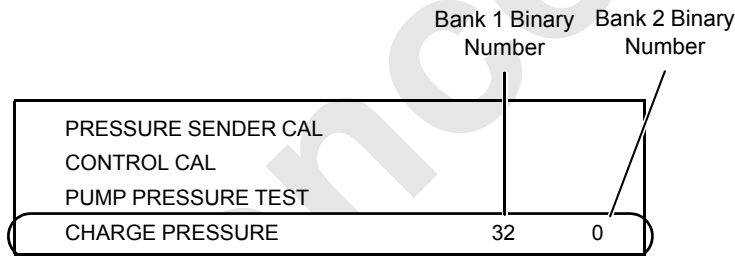 Bank 1 Binary Number
Bank 2 Binary Number
PRESSURE SENDER CAL
CONTROL CAL
PUMP PRESSURE TEST
CHARGE PRESSURE 32 0